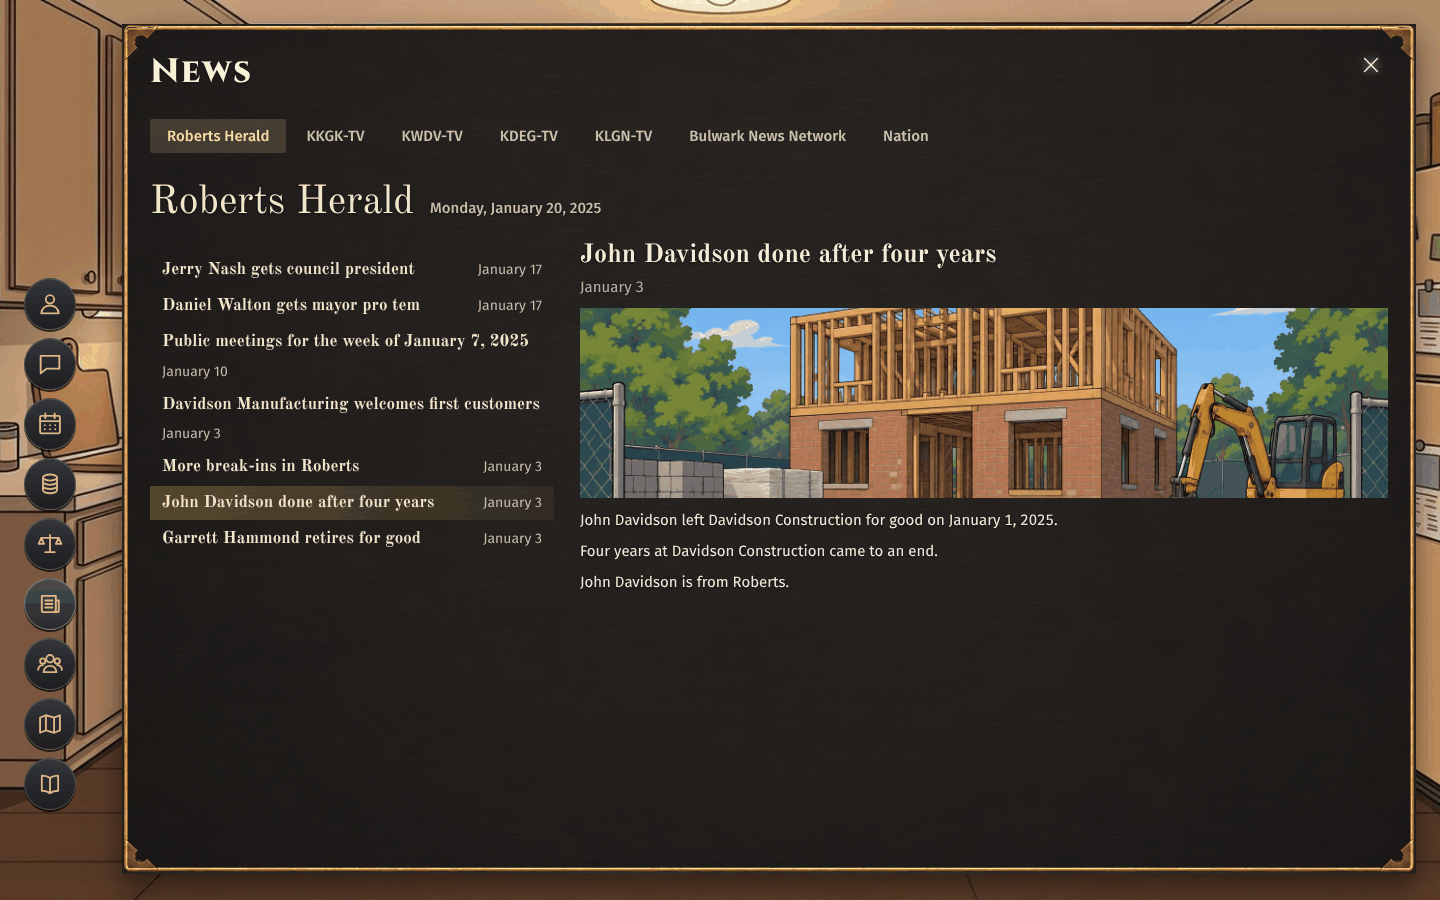 News
Roberts Herald KKGK-TV KWDV-TV KDEG-TV KLGN-TV Bulwark News Network Nation
Roberts Herald Monday, January 20, 2025
Jerry Nash gets council president January 17
Daniel Walton gets mayor pro tem January 17
Public meetings for the week of January 7, 2025
January 10
Davidson Manufacturing welcomes first customers
January 3
More break-ins in Roberts January 3
John Davidson done after four years January 3
Garrett Hammond retires for good January 3
John Davidson done after four years
January 3
John Davidson left Davidson Construction for good on January 1, 2025.
Four years at Davidson Construction came to an end.
John Davidson is from Roberts.